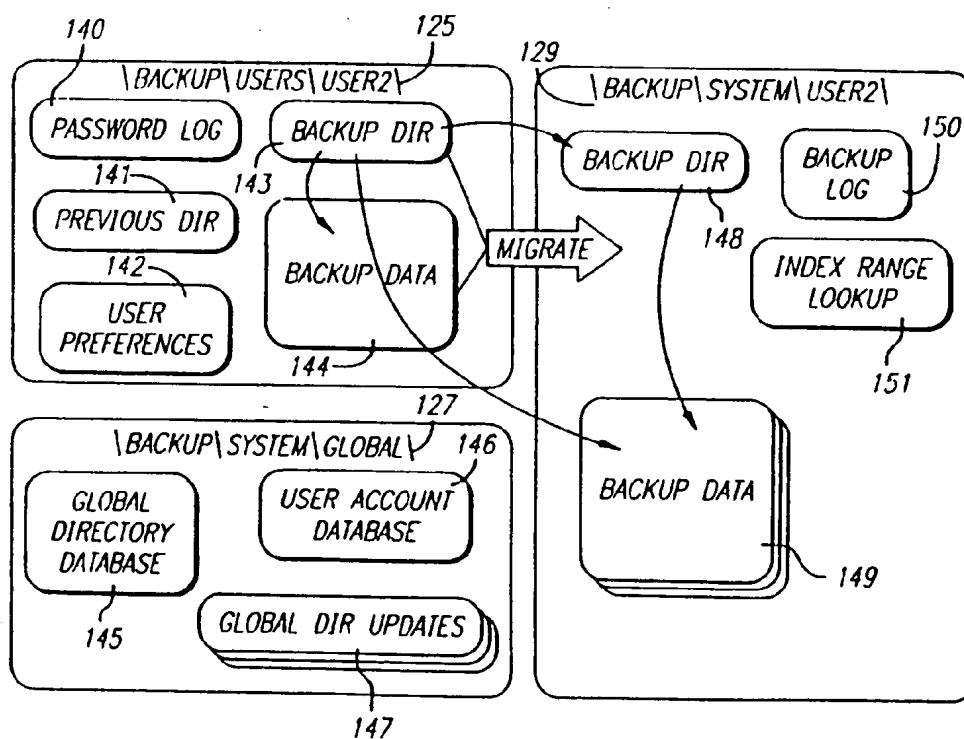 140
125
\BACKUP\USERS\USER2\
PASSWORD LOG
BACKUP DIR
143
141
PREVIOUS DIR
142
USER
PREFERENCES
BACKUP DATA
144
MIGRATE
129
\BACKUP\SYSTEM\USER2\
BACKUP DIR
148
BACKUP
LOG
150
INDEX RANGE
LOOKUP
151
BACKUP DATA
149
127
\BACKUP\SYSTEM\GLOBAL\
146
GLOBAL
DIRECTORY
DATABASE
145
USER ACCOUNT
DATABASE
GLOBAL DIR UPDATES
147